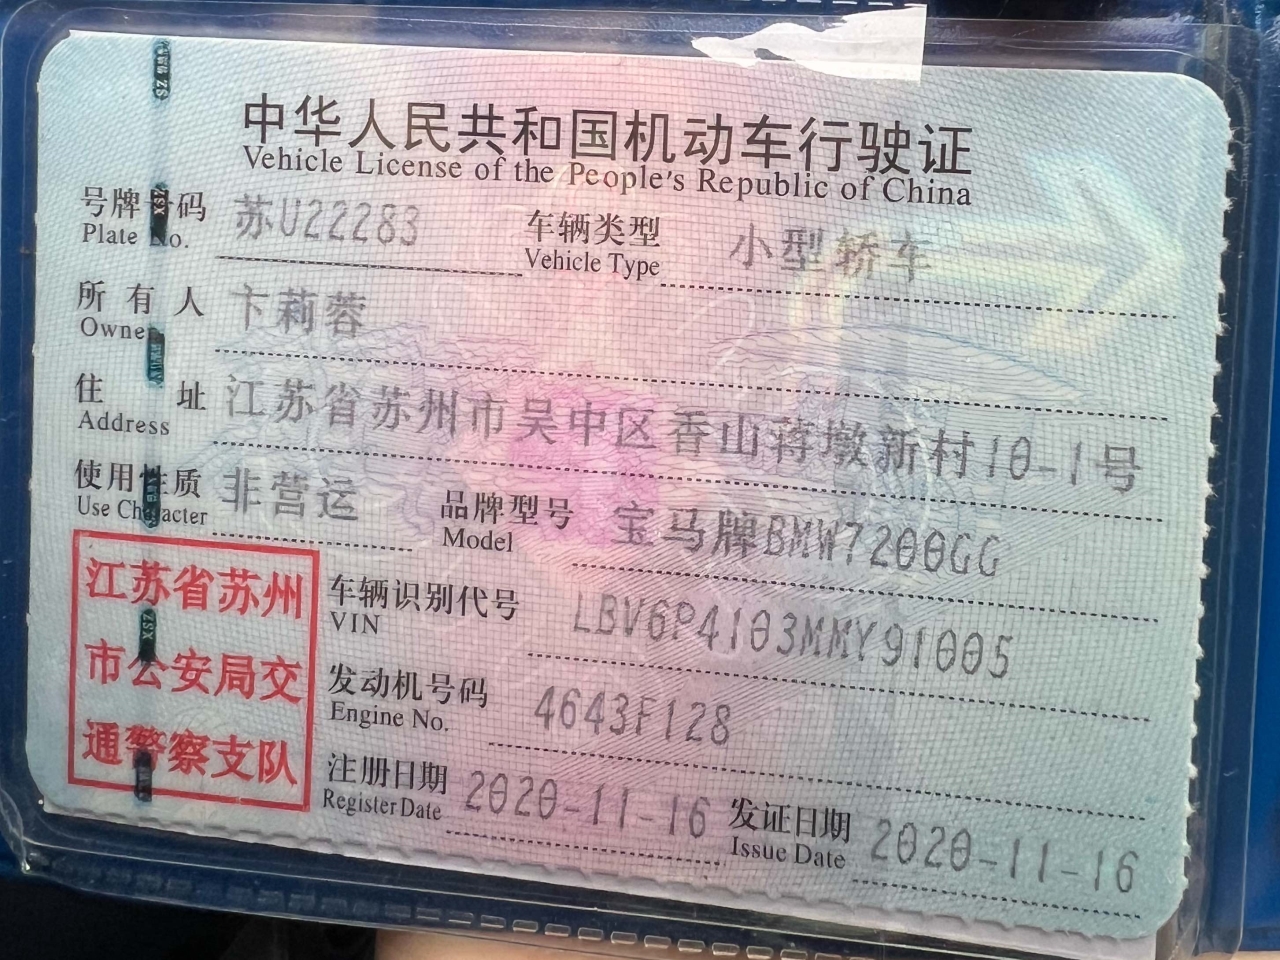 中华人民共和国机动车行驶证
Vehicle License of the People's Republic of China
号牌号码 苏U22283 车辆类型 小型轿车
Plate No. Vehicle Type
所有人 卞莉蓉
Owner
住址 江苏省苏州市吴中区香山蒋墩新村10-1号
Address
使用性质 非营运 品牌型号 宝马牌BMW7200GG
Use Character Model
江苏省苏州
市公安局交
通警察支队
车辆识别代号 LBV6P4103MMY91005
VIN
发动机号码 4643F128
Engine No.
注册日期 2020-11-16 发证日期 2020-11-16
Register Date Issue Date